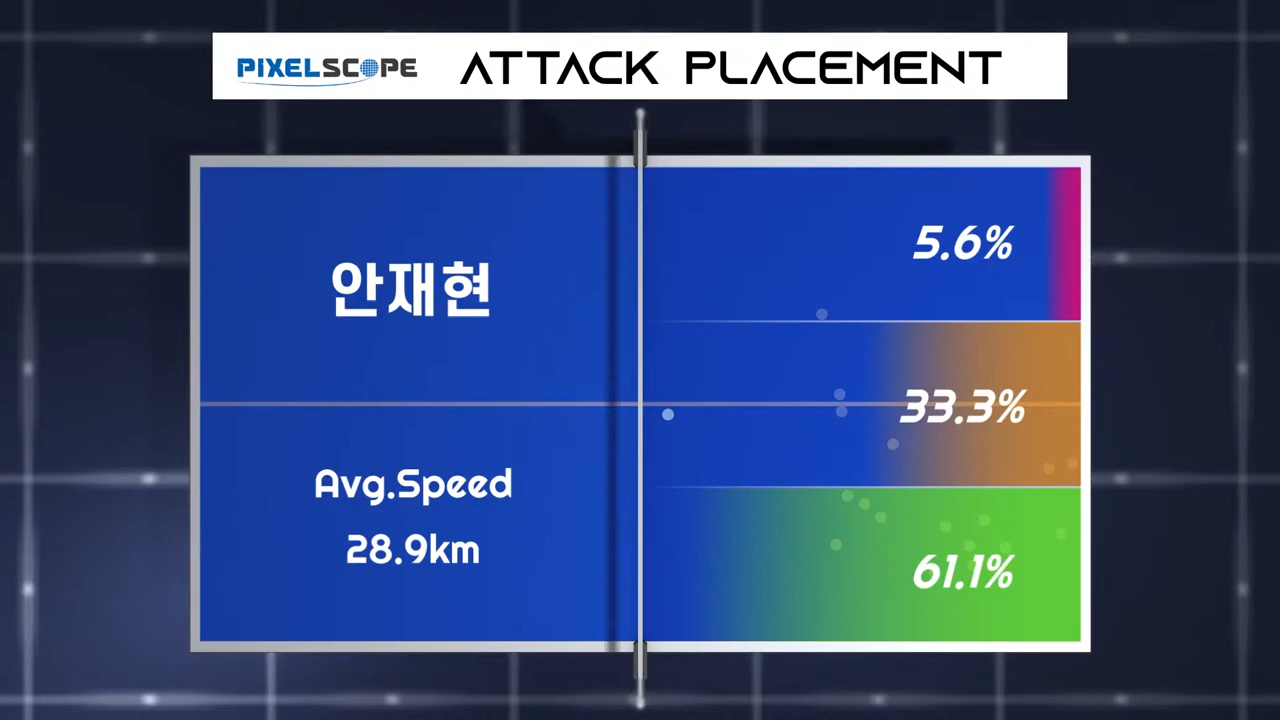 PIXELSCOPE ATTACK PLACEMENT
안재현
Avg.Speed
28.9km
5.6%
33.3%
61.1%